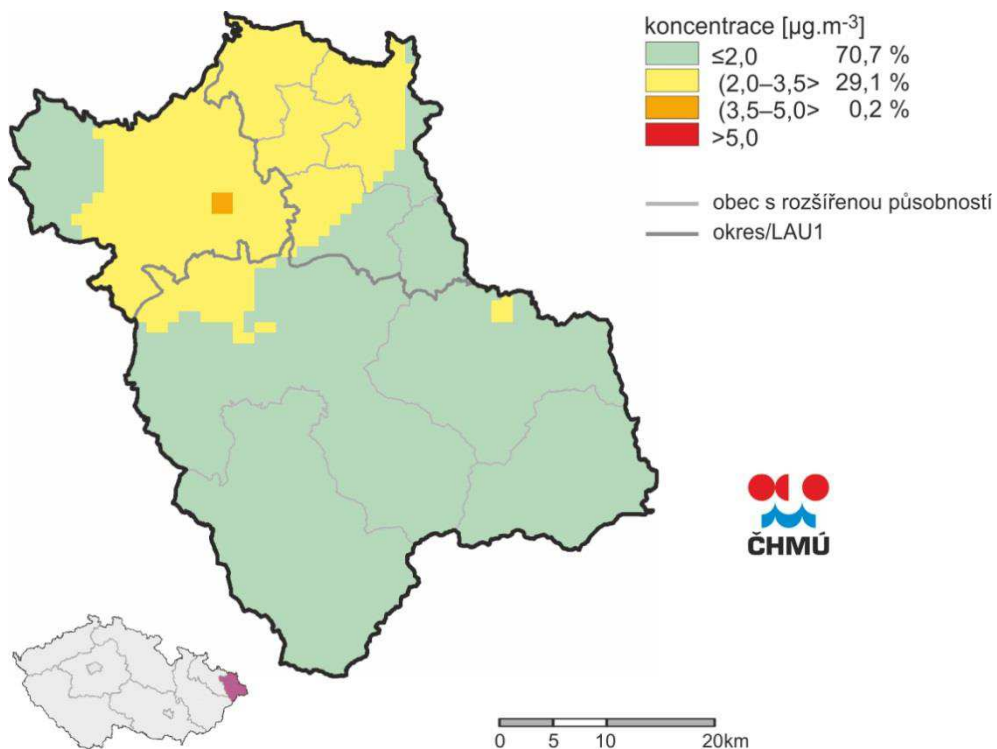 koncentrace [µg.m⁻³]
≤2,0 70,7 %
(2,0–3,5> 29,1 %
(3,5–5,0> 0,2 %
>5,0
obec s rozšířenou působností
okres/LAU1
ČHMÚ
0 5 10 20km